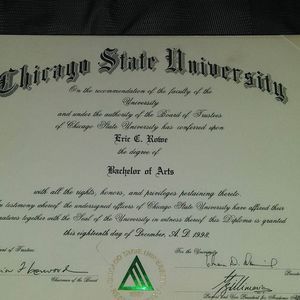 Chicago State University
On the recommendation of the faculty of the
University
and under the authority of the Board of Trustees
of Chicago State University has conferred upon
Eric C. Rowe
the degree of
Bachelor of Arts
with all the rights, honors, and privileges pertaining thereto.
In testimony whereof the undersigned officers of Chicago State University have affixed their
signatures together with the Seal of the University in witness thereof this Diploma is granted
this eighteenth day of December, A.D. 1998.
of Trustees
For the University
Chairman of the Board
CHICAGO STATE UNIVERSITY